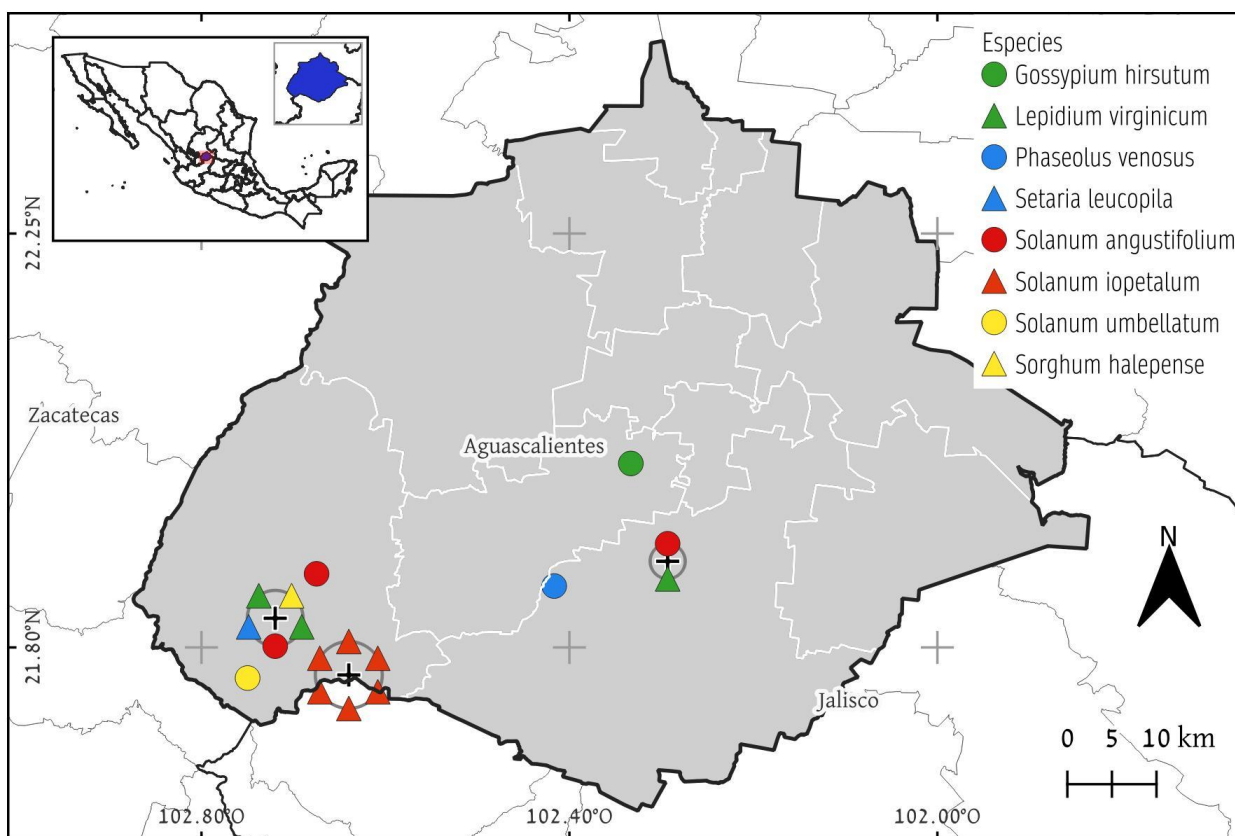 Especies
Gossypium hirsutum
Lepidium virginicum
Phaseolus venosus
Setaria leucopila
Solanum angustifolium
Solanum iopetalum
Solanum umbellatum
Sorghum halepense
22.25°N
Zacatecas
Aguascalientes
N
21.80°N
Jalisco
0 5 10 km
102.80°O
102.40°O
102.00°O